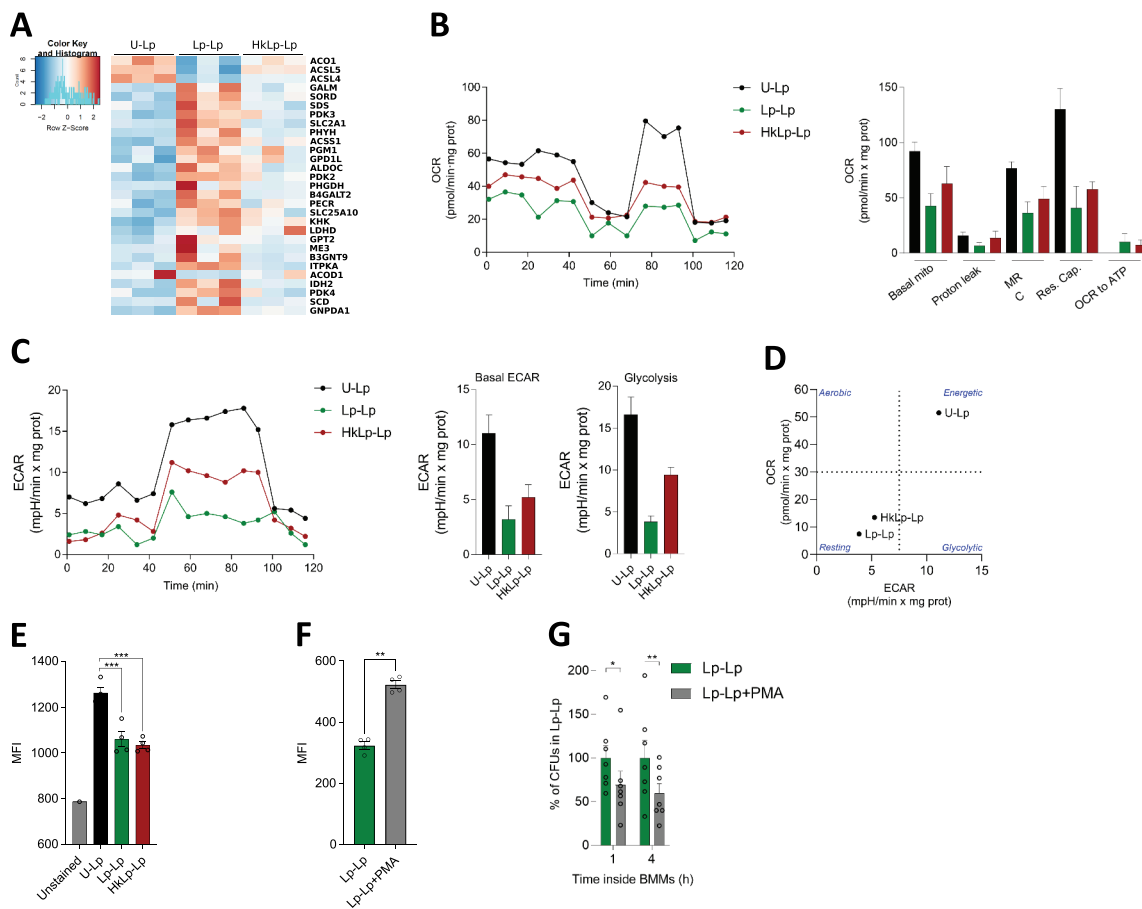 A
Color Key
and Histogram
Count
0 2 4 6 8
−2 −1 0 1 2
Row Z−Score
U-Lp Lp-Lp HkLp-Lp
ACO1
ACSL5
ACSL4
GALM
SORD
SDS
PDK3
SLC2A1
PHYH
ACSS1
PGM1
GPD1L
ALDOC
PDK2
PHGDH
B4GALT2
PECR
SLC25A10
KHK
LDHD
GPT2
ME3
B3GNT9
ITPKA
ACOD1
IDH2
PDK4
SCD
GNPDA1
B
OCR
(pmol/min·mg prot)
100
80
60
40
20
0
0 20 40 60 80 100 120
Time (min)
U-Lp
Lp-Lp
HkLp-Lp
OCR
(pmol/min x mg prot)
150
100
50
0
Basal mito
Proton leak
MR
C
Res. Cap.
OCR to ATP
C
ECAR
(mpH/min x mg prot)
20
15
10
5
0
0 20 40 60 80 100 120
Time (min)
U-Lp
Lp-Lp
HkLp-Lp
Basal ECAR
ECAR
(mpH/min x mg prot)
15
10
5
0
U-Lp
Lp-Lp
HkLp-Lp
Glycolysis
ECAR
(mpH/min x mg prot)
20
15
10
5
0
U-Lp
Lp-Lp
HkLp-Lp
D
OCR
(pmol/min x mg prot)
60
50
40
30
20
10
0
Aerobic
Energetic
U-Lp
HkLp-Lp
Lp-Lp
Resting
Glycolytic
0 5 10 15
ECAR
(mpH/min x mg prot)
E
MFI
1400
1200
1000
800
600
***
***
Unstained
U-Lp
Lp-Lp
HkLp-Lp
F
MFI
600
400
200
0
**
Lp-Lp
Lp-Lp+PMA
G
% of CFUs in Lp-Lp
200
150
100
50
0
*
**
1 4
Time inside BMMs (h)
Lp-Lp
Lp-Lp+PMA